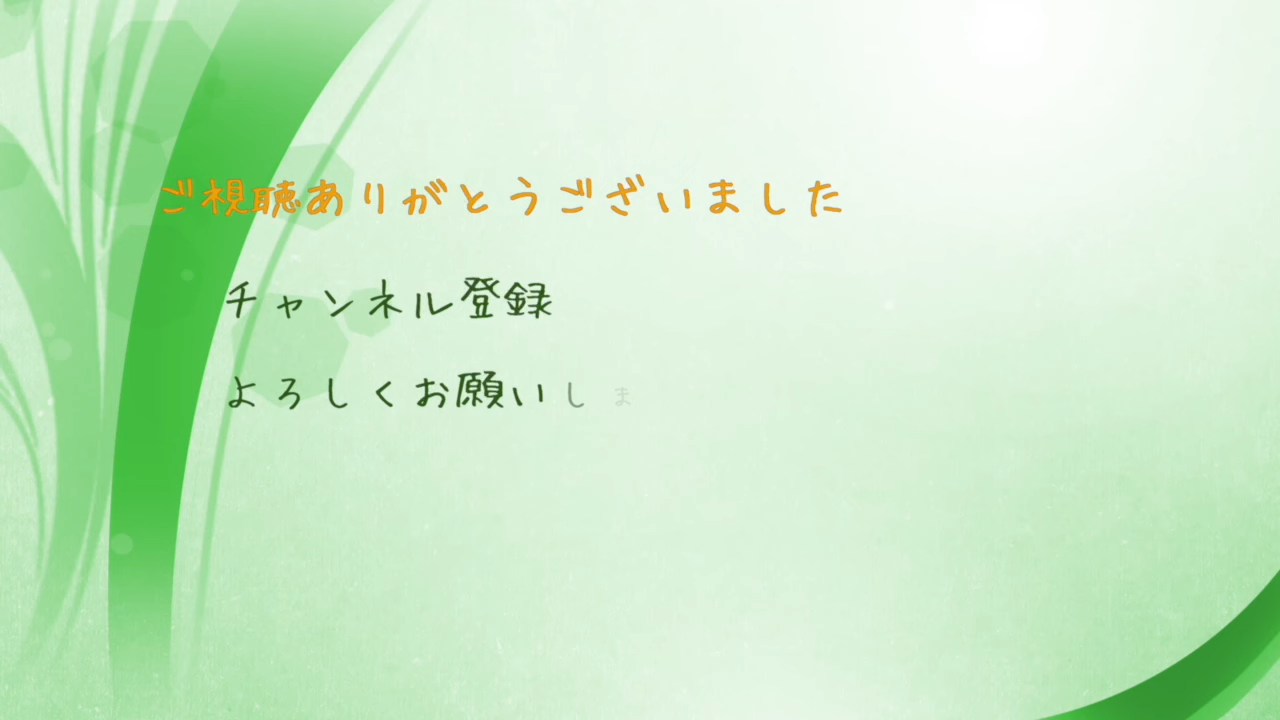 ご視聴ありがとうございました
チャンネル登録
よろしくお願いしま